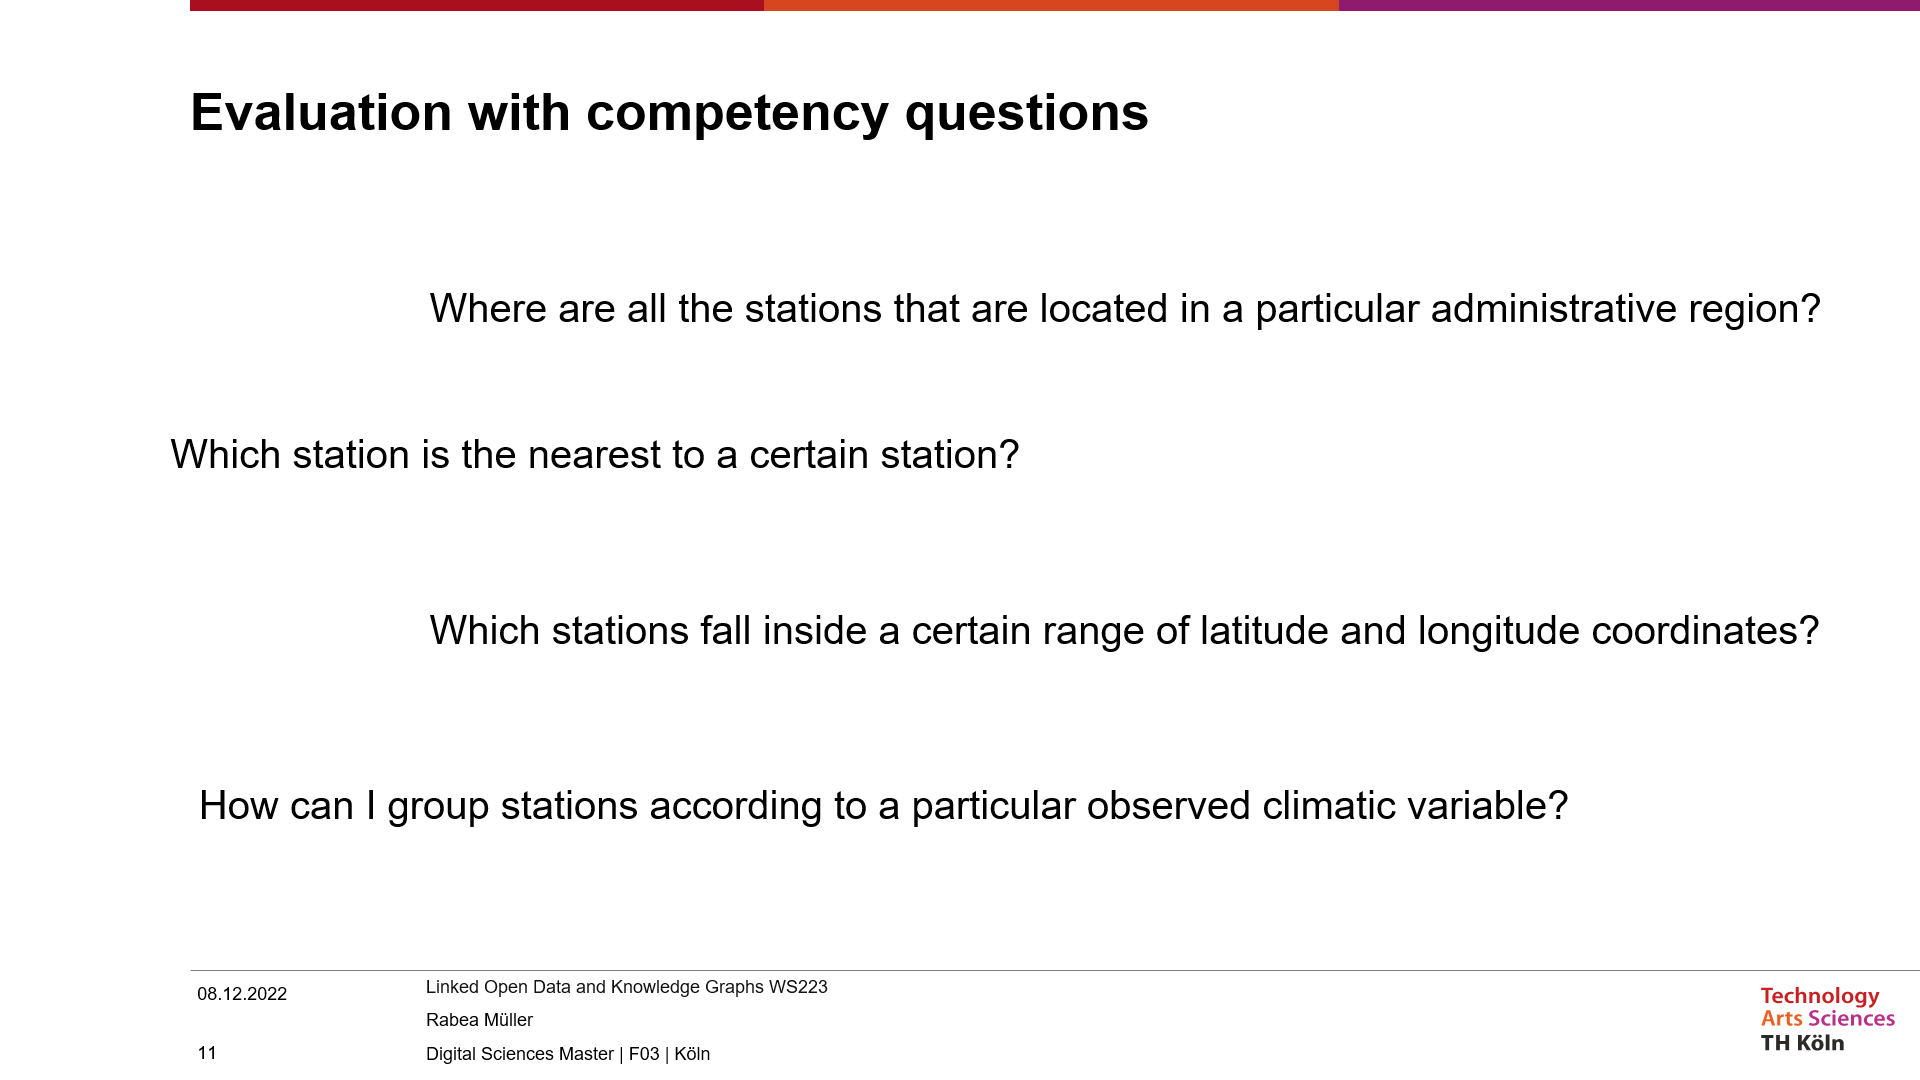 Evaluation with competency questions
Where are all the stations that are located in a particular administrative region?
Which station is the nearest to a certain station?
Which stations fall inside a certain range of latitude and longitude coordinates?
How can I group stations according to a particular observed climatic variable?
08.12.2022
Linked Open Data and Knowledge Graphs WS223
Rabea Müller
11
Digital Sciences Master | F03 | Köln
Technology
Arts Sciences
TH Köln